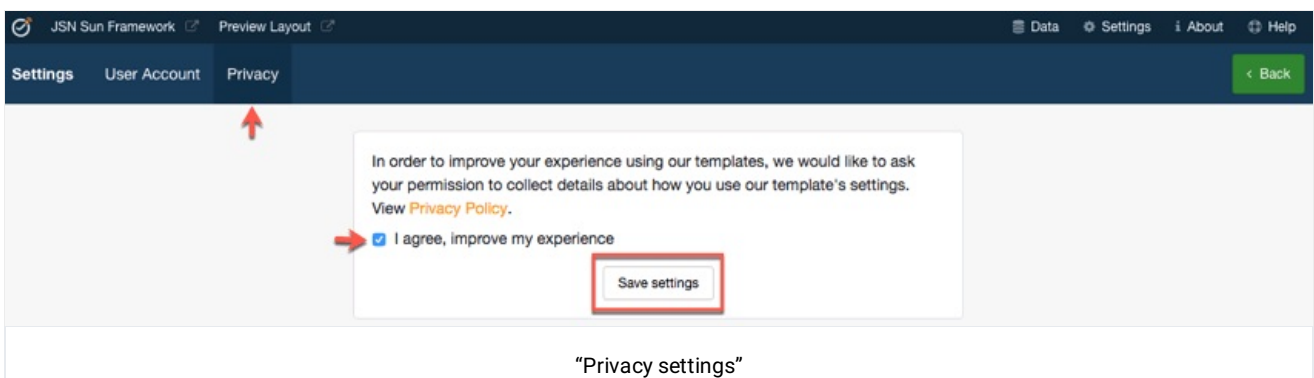 JSN Sun Framework Preview Layout Data Settings About Help
Settings User Account Privacy < Back
In order to improve your experience using our templates, we would like to ask
your permission to collect details about how you use our template's settings.
View Privacy Policy.
I agree, improve my experience
Save settings
“Privacy settings”